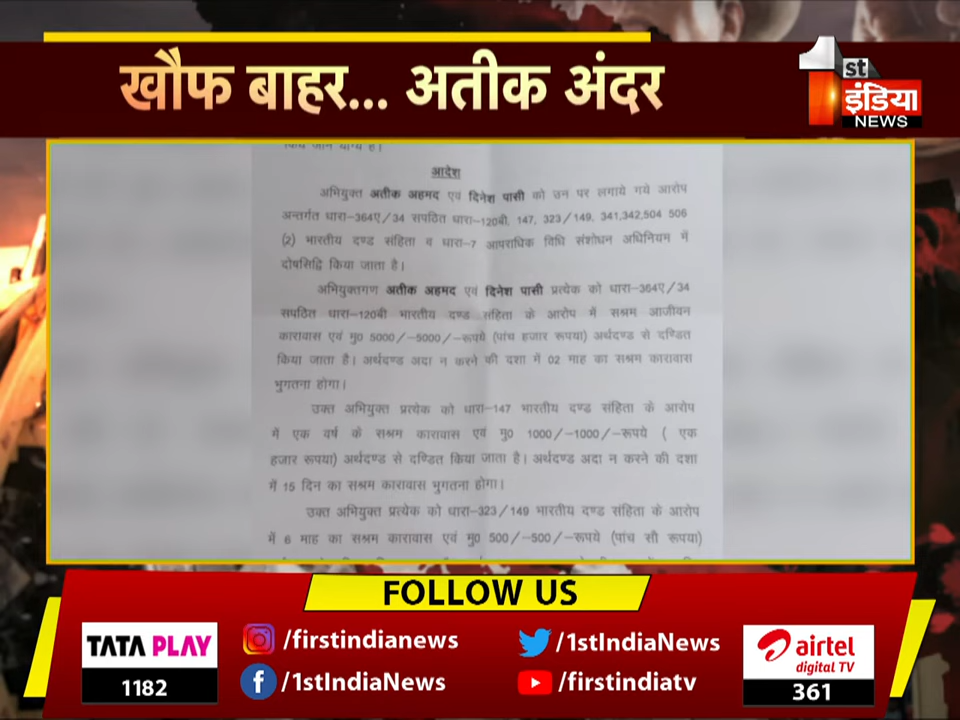 खौफ बाहर... अतीक अंदर
1st
इंडिया
NEWS
आदेश
अभियुक्त अतीक अहमद एवं दिनेश पासी को उन पर लगाये गये आरोप
अन्तर्गत धारा-364ए/34 सपठित धारा-120बी, 147, 323/149, 341,342,504 506
(2) भारतीय दण्ड संहिता व धारा-7 आपराधिक विधि संशोधन अधिनियम में
दोषसिद्वि किया जाता है।
अभियुक्तगण अतीक अहमद एवं दिनेश पासी प्रत्येक को धारा-364ए/34
सपठित धारा-120बी भारतीय दण्ड संहिता के आरोप में सश्रम आजीवन
कारावास एवं मु0 5000/-5000/-रूपये (पांच हजार रूपया) अर्थदण्ड से दण्डित
किया जाता है। अर्थदण्ड अदा न करने की दशा में 02 माह का सश्रम कारावास
भुगतना होगा।
उक्त अभियुक्त प्रत्येक को धारा-147 भारतीय दण्ड संहिता के आरोप
में एक वर्ष के सश्रम कारावास एवं मु0 1000/-1000/-रूपये ( एक
हजार रूपया) अर्थदण्ड से दण्डित किया जाता है। अर्थदण्ड अदा न करने की दशा
में 15 दिन का सश्रम कारावास भुगतना होगा।
उक्त अभियुक्त प्रत्येक को धारा-323/149 भारतीय दण्ड संहिता के आरोप
में 6 माह का सश्रम कारावास एवं मु0 500/-500/-रूपये (पांच सौ रूपया)
FOLLOW US
TATA PLAY
1182
/firstindianews
/1stIndiaNews
/1stIndiaNews
/firstindiatv
airtel
digital TV
361